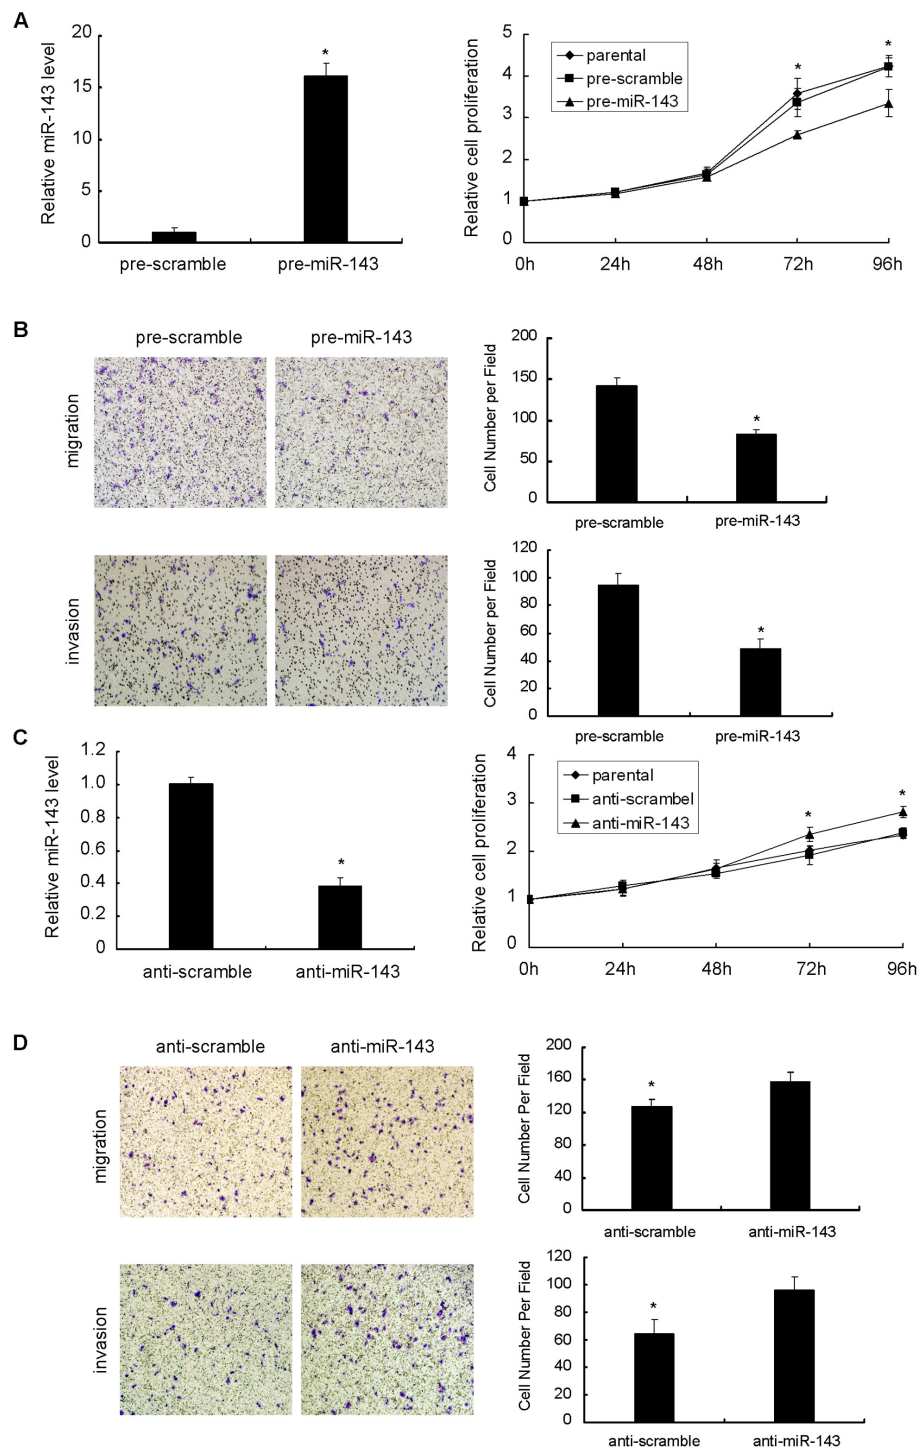 A
Relative miR-143 level
20
15
10
5
0
*
pre-scramble
pre-miR-143
Relative cell proliferation
5
4
3
2
1
0
parental
pre-scramble
pre-miR-143
*
*
0h
24h
48h
72h
96h
B
pre-scramble
pre-miR-143
migration
invasion
Cell Number per Field
200
150
100
50
0
*
pre-scramble
pre-miR-143
Cell Number per Field
120
100
80
60
40
20
0
*
pre-scramble
pre-miR-143
C
Relative miR-143 level
1.2
1.0
0.8
0.6
0.4
0.2
0
*
anti-scramble
anti-miR-143
Relative cell proliferation
4
3
2
1
0
parental
anti-scrambel
anti-miR-143
*
*
0h
24h
48h
72h
96h
D
anti-scramble
anti-miR-143
migration
invasion
Cell Number Per Field
200
160
120
80
40
0
*
anti-scramble
anti-miR-143
Cell Number Per Field
120
100
80
60
40
20
0
*
anti-scramble
anti-miR-143